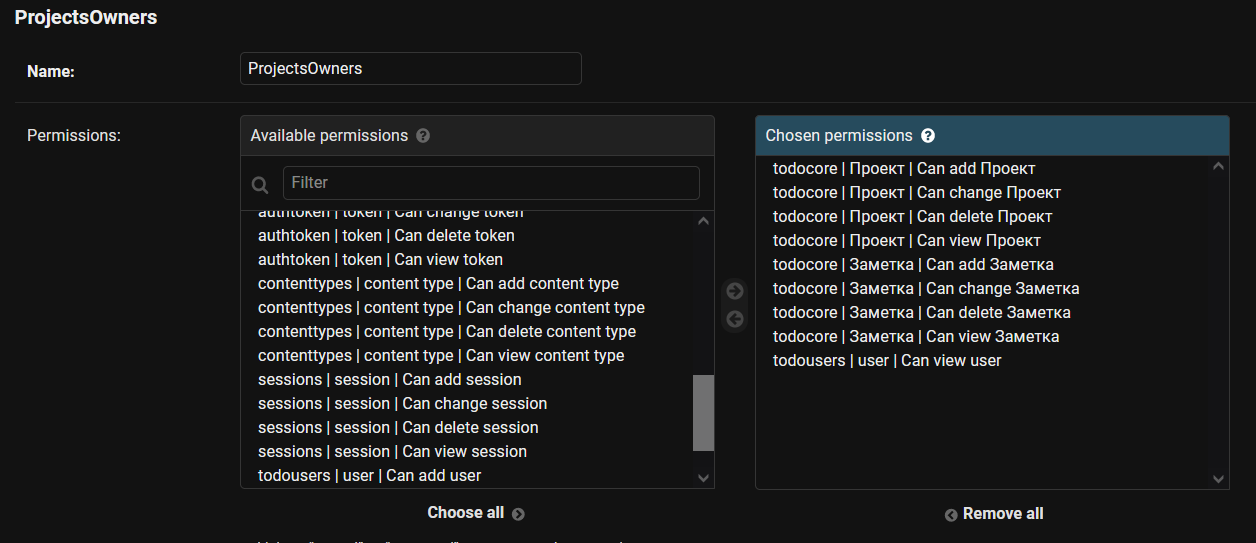 ProjectsOwners
Name:
ProjectsOwners
Permissions:
Available permissions ?
Filter
authtoken | token | Can change token
authtoken | token | Can delete token
authtoken | token | Can view token
contenttypes | content type | Can add content type
contenttypes | content type | Can change content type
contenttypes | content type | Can delete content type
contenttypes | content type | Can view content type
sessions | session | Can add session
sessions | session | Can change session
sessions | session | Can delete session
sessions | session | Can view session
todousers | user | Can add user
Choose all
Chosen permissions ?
todocore | Проект | Can add Проект
todocore | Проект | Can change Проект
todocore | Проект | Can delete Проект
todocore | Проект | Can view Проект
todocore | Заметка | Can add Заметка
todocore | Заметка | Can change Заметка
todocore | Заметка | Can delete Заметка
todocore | Заметка | Can view Заметка
todousers | user | Can view user
Remove all